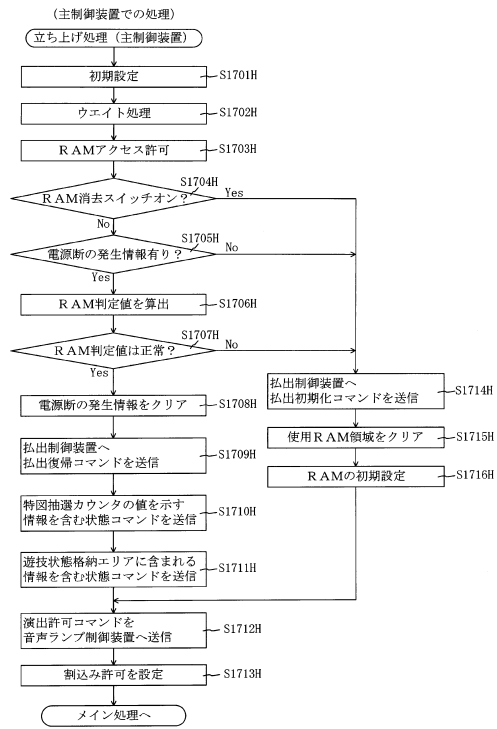 （主制御装置での処理）
立ち上げ処理（主制御装置）
初期設定
S1701H
ウエイト処理
S1702H
ＲＡＭアクセス許可
S1703H
S1704H
ＲＡＭ消去スイッチオン？
Yes
No
S1705H
電源断の発生情報有り？
No
Yes
ＲＡＭ判定値を算出
S1706H
S1707H
ＲＡＭ判定値は正常？
No
Yes
電源断の発生情報をクリア
S1708H
払出制御装置へ
払出復帰コマンドを送信
S1709H
特図抽選カウンタの値を示す
情報を含む状態コマンドを送信
S1710H
遊技状態格納エリアに含まれる
情報を含む状態コマンドを送信
S1711H
払出制御装置へ
払出初期化コマンドを送信
S1714H
使用ＲＡＭ領域をクリア
S1715H
ＲＡＭの初期設定
S1716H
演出許可コマンドを
音声ランプ制御装置へ送信
S1712H
割込み許可を設定
S1713H
メイン処理へ